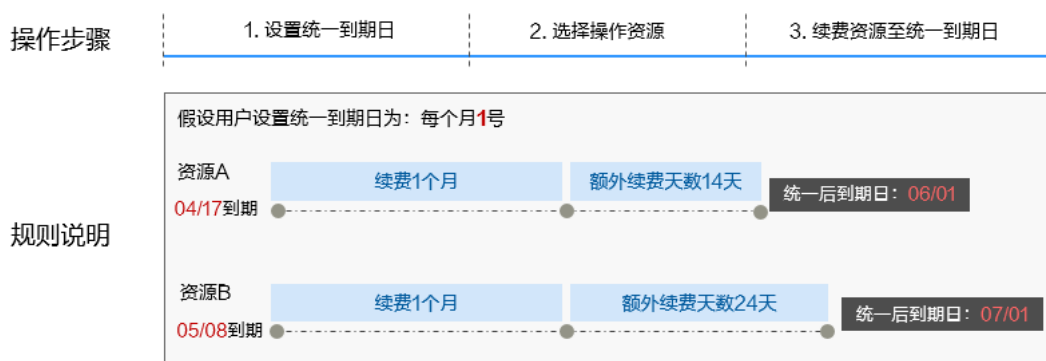 操作步骤
1. 设置统一到期日
2. 选择操作资源
3. 续费资源至统一到期日
规则说明
假设用户设置统一到期日为：每个月1号
资源A
04/17到期
续费1个月
额外续费天数14天
统一后到期日：06/01
资源B
05/08到期
续费1个月
额外续费天数24天
统一后到期日：07/01